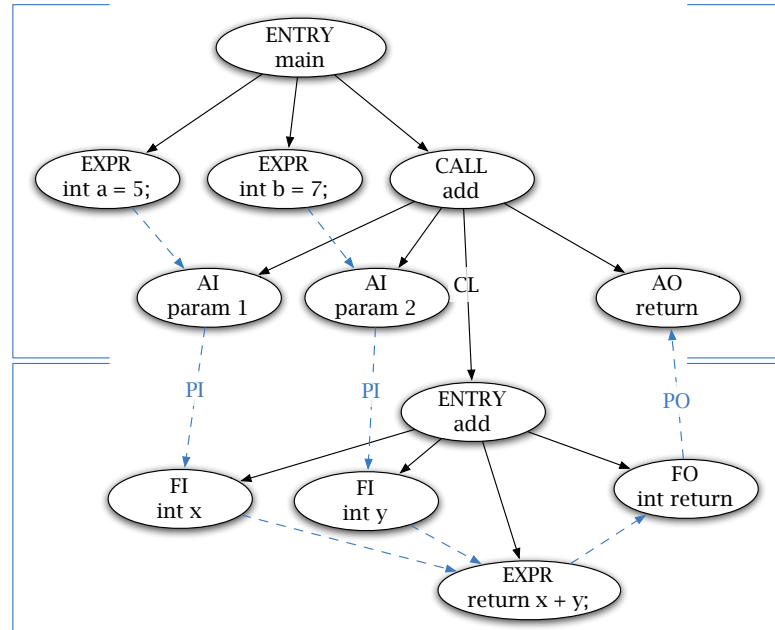 ENTRY
main
EXPR
int a = 5;
EXPR
int b = 7;
CALL
add
AI
param 1
AI
param 2
CL
AO
return
PI
PI
ENTRY
add
PO
FI
int x
FI
int y
FO
int return
EXPR
return x + y;